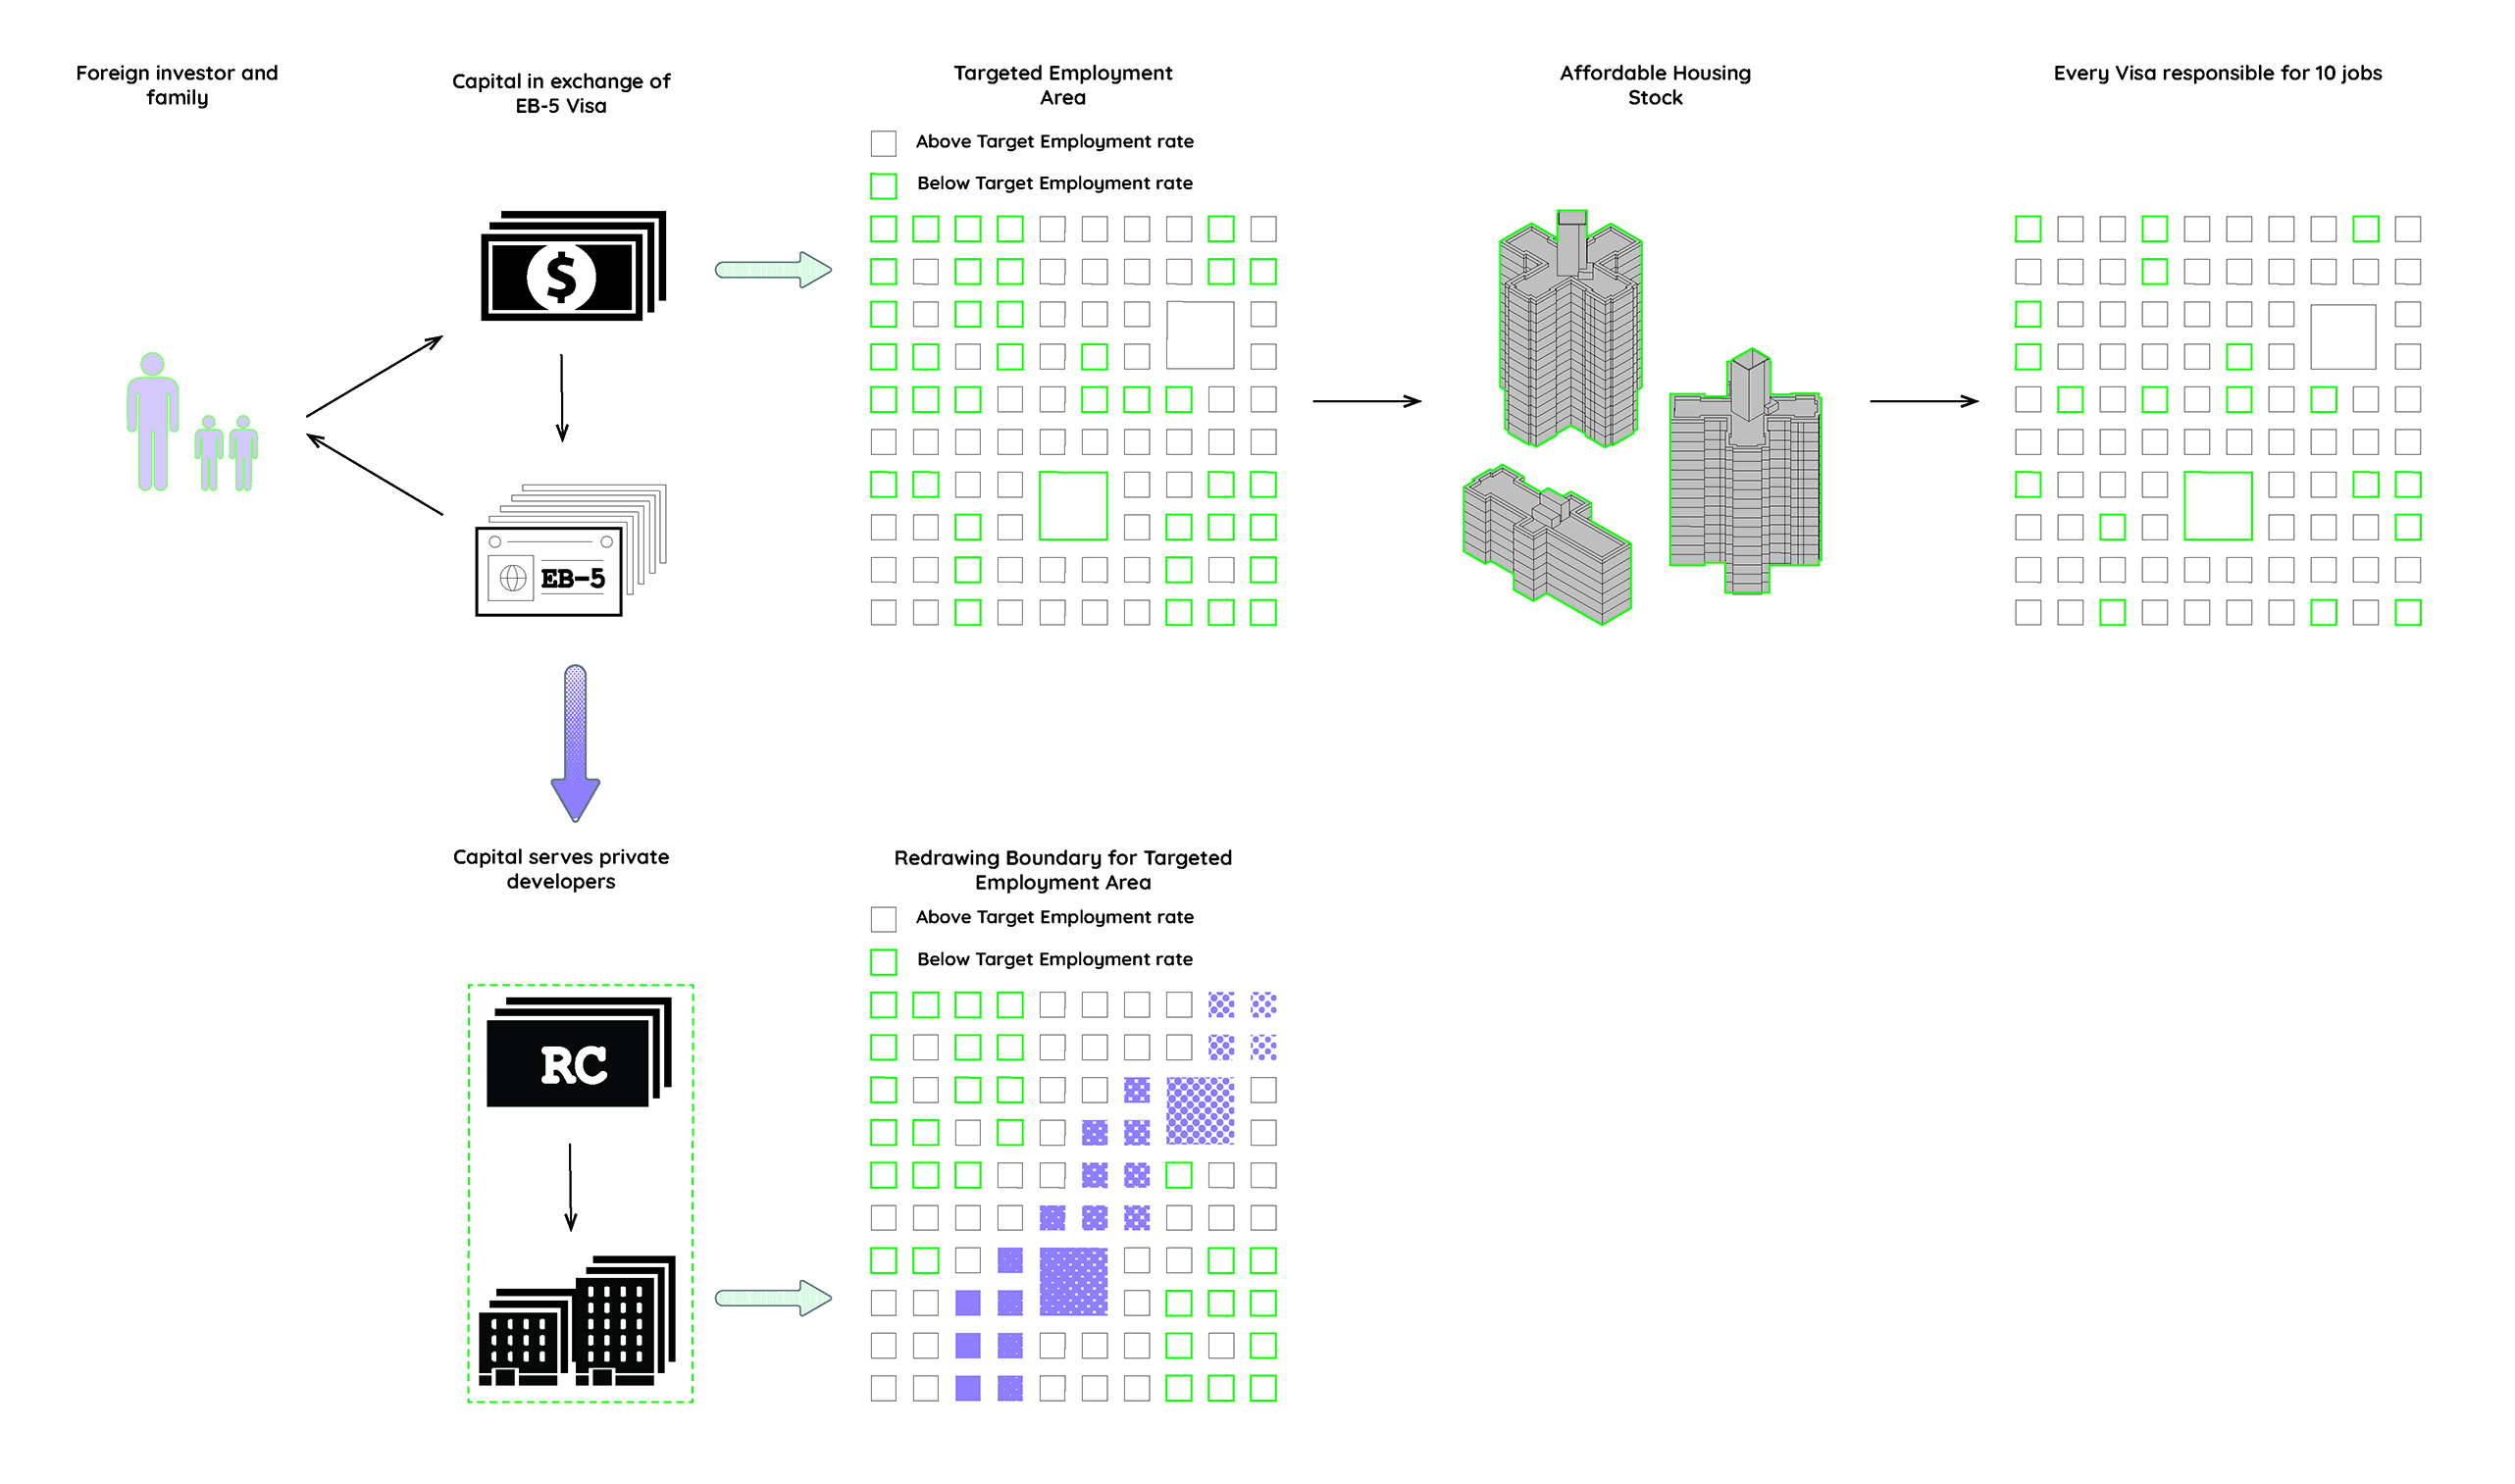 Foreign investor and
family
Capital in exchange of
EB-5 Visa
$
EB-5
Targeted Employment
Area
Above Target Employment rate
Below Target Employment rate
Affordable Housing
Stock
Every Visa responsible for 10 jobs
Capital serves private
developers
RC
Redrawing Boundary for Targeted
Employment Area
Above Target Employment rate
Below Target Employment rate